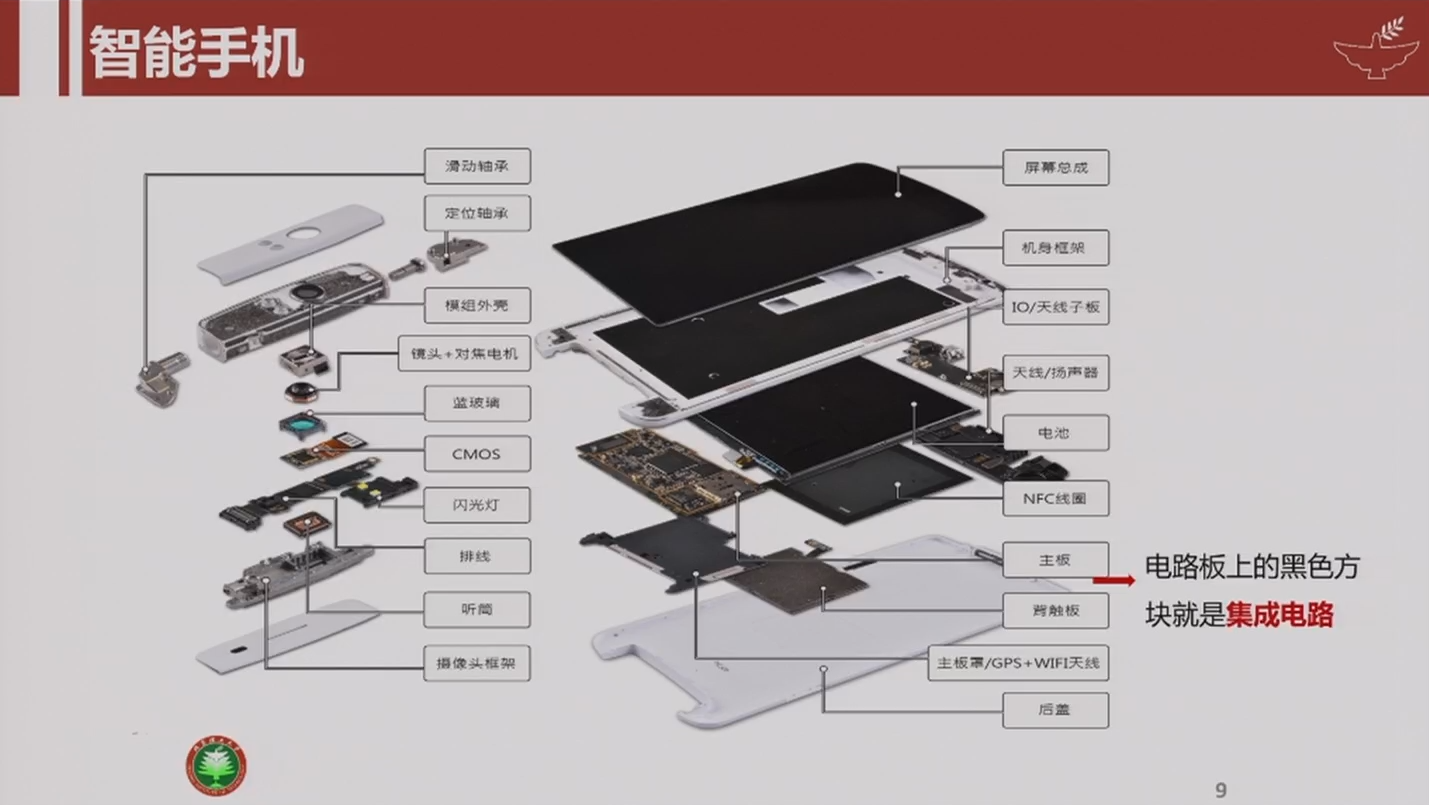 智能手机
滑动轴承
定位轴承
模组外壳
镜头+对焦电机
蓝玻璃
CMOS
闪光灯
排线
听筒
摄像头框架
屏幕总成
机身框架
IO/天线子板
天线/扬声器
电池
NFC线圈
主板
背触板
主板罩/GPS+WIFI天线
后盖
电路板上的黑色方
块就是集成电路
9